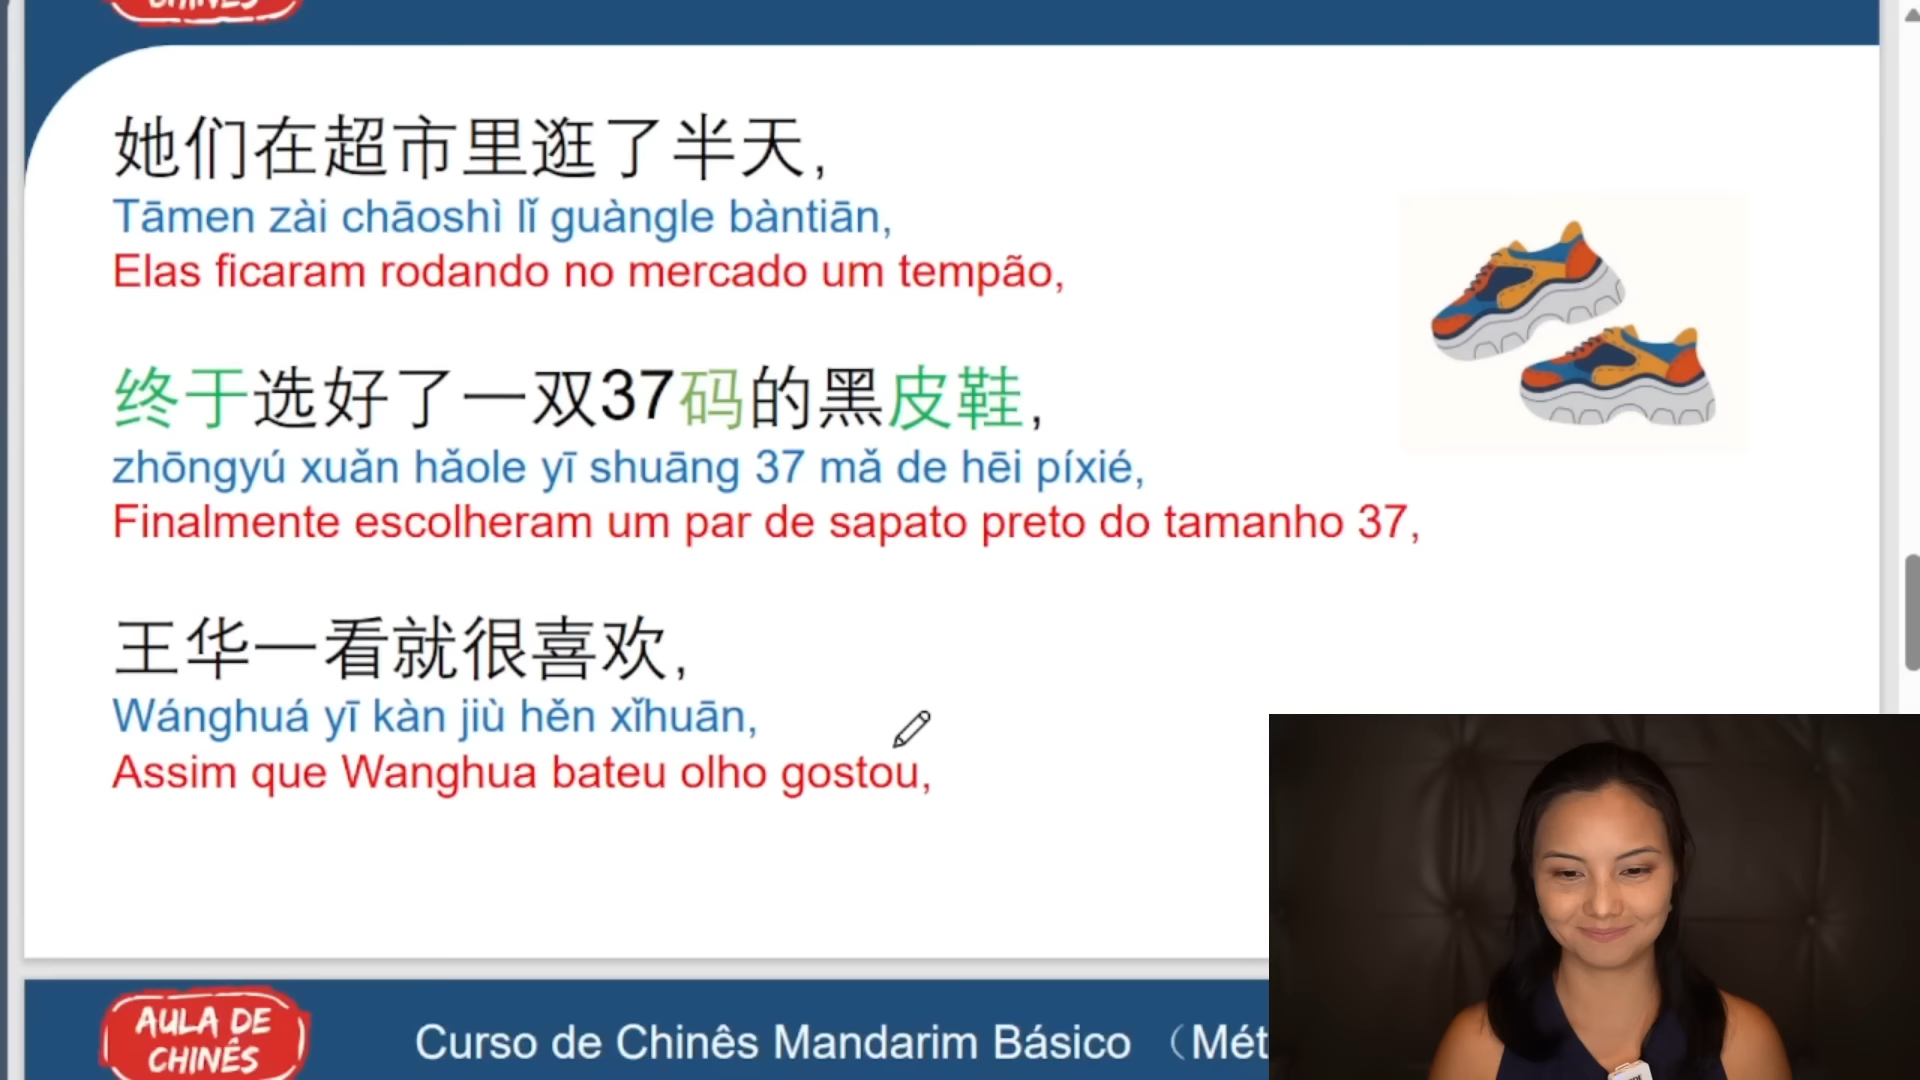 CHINÊS
她们在超市里逛了半天,
Tāmen zài chāoshì lǐ guàngle bàntiān,
Elas ficaram rodando no mercado um tempão,
终于选好了一双37码的黑皮鞋,
zhōngyú xuǎn hǎole yī shuāng 37 mǎ de hēi píxié,
Finalmente escolheram um par de sapato preto do tamanho 37,
王华一看就很喜欢,
Wánghuá yī kàn jiù hěn xǐhuān,
Assim que Wanghua bateu olho gostou,
AULA DE
CHINÊS
Curso de Chinês Mandarim Básico （Mét